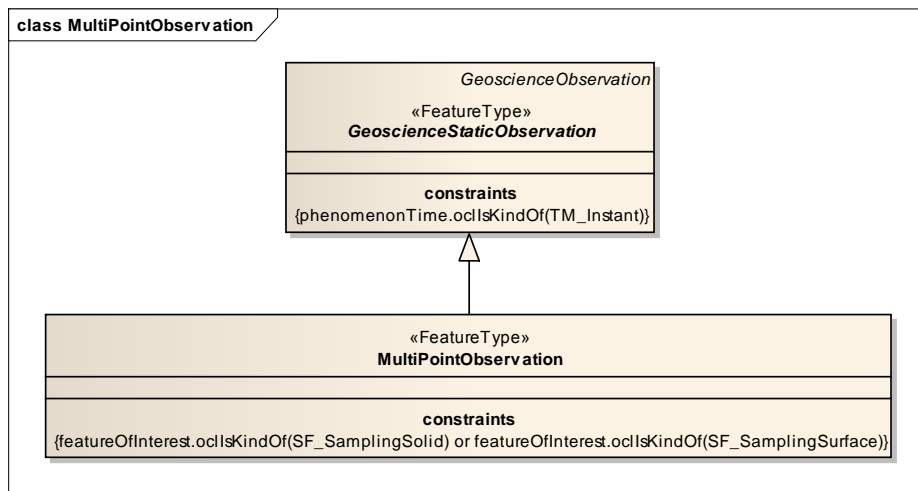 class MultiPointObservation
GeoscienceObservation
«FeatureType»
GeoscienceStaticObservation
constraints
{phenomenonTime.oclIsKindOf(TM_Instant)}
«FeatureType»
MultiPointObservation
constraints
{featureOfInterest.oclIsKindOf(SF_SamplingSolid) or featureOfInterest.oclIsKindOf(SF_SamplingSurface)}